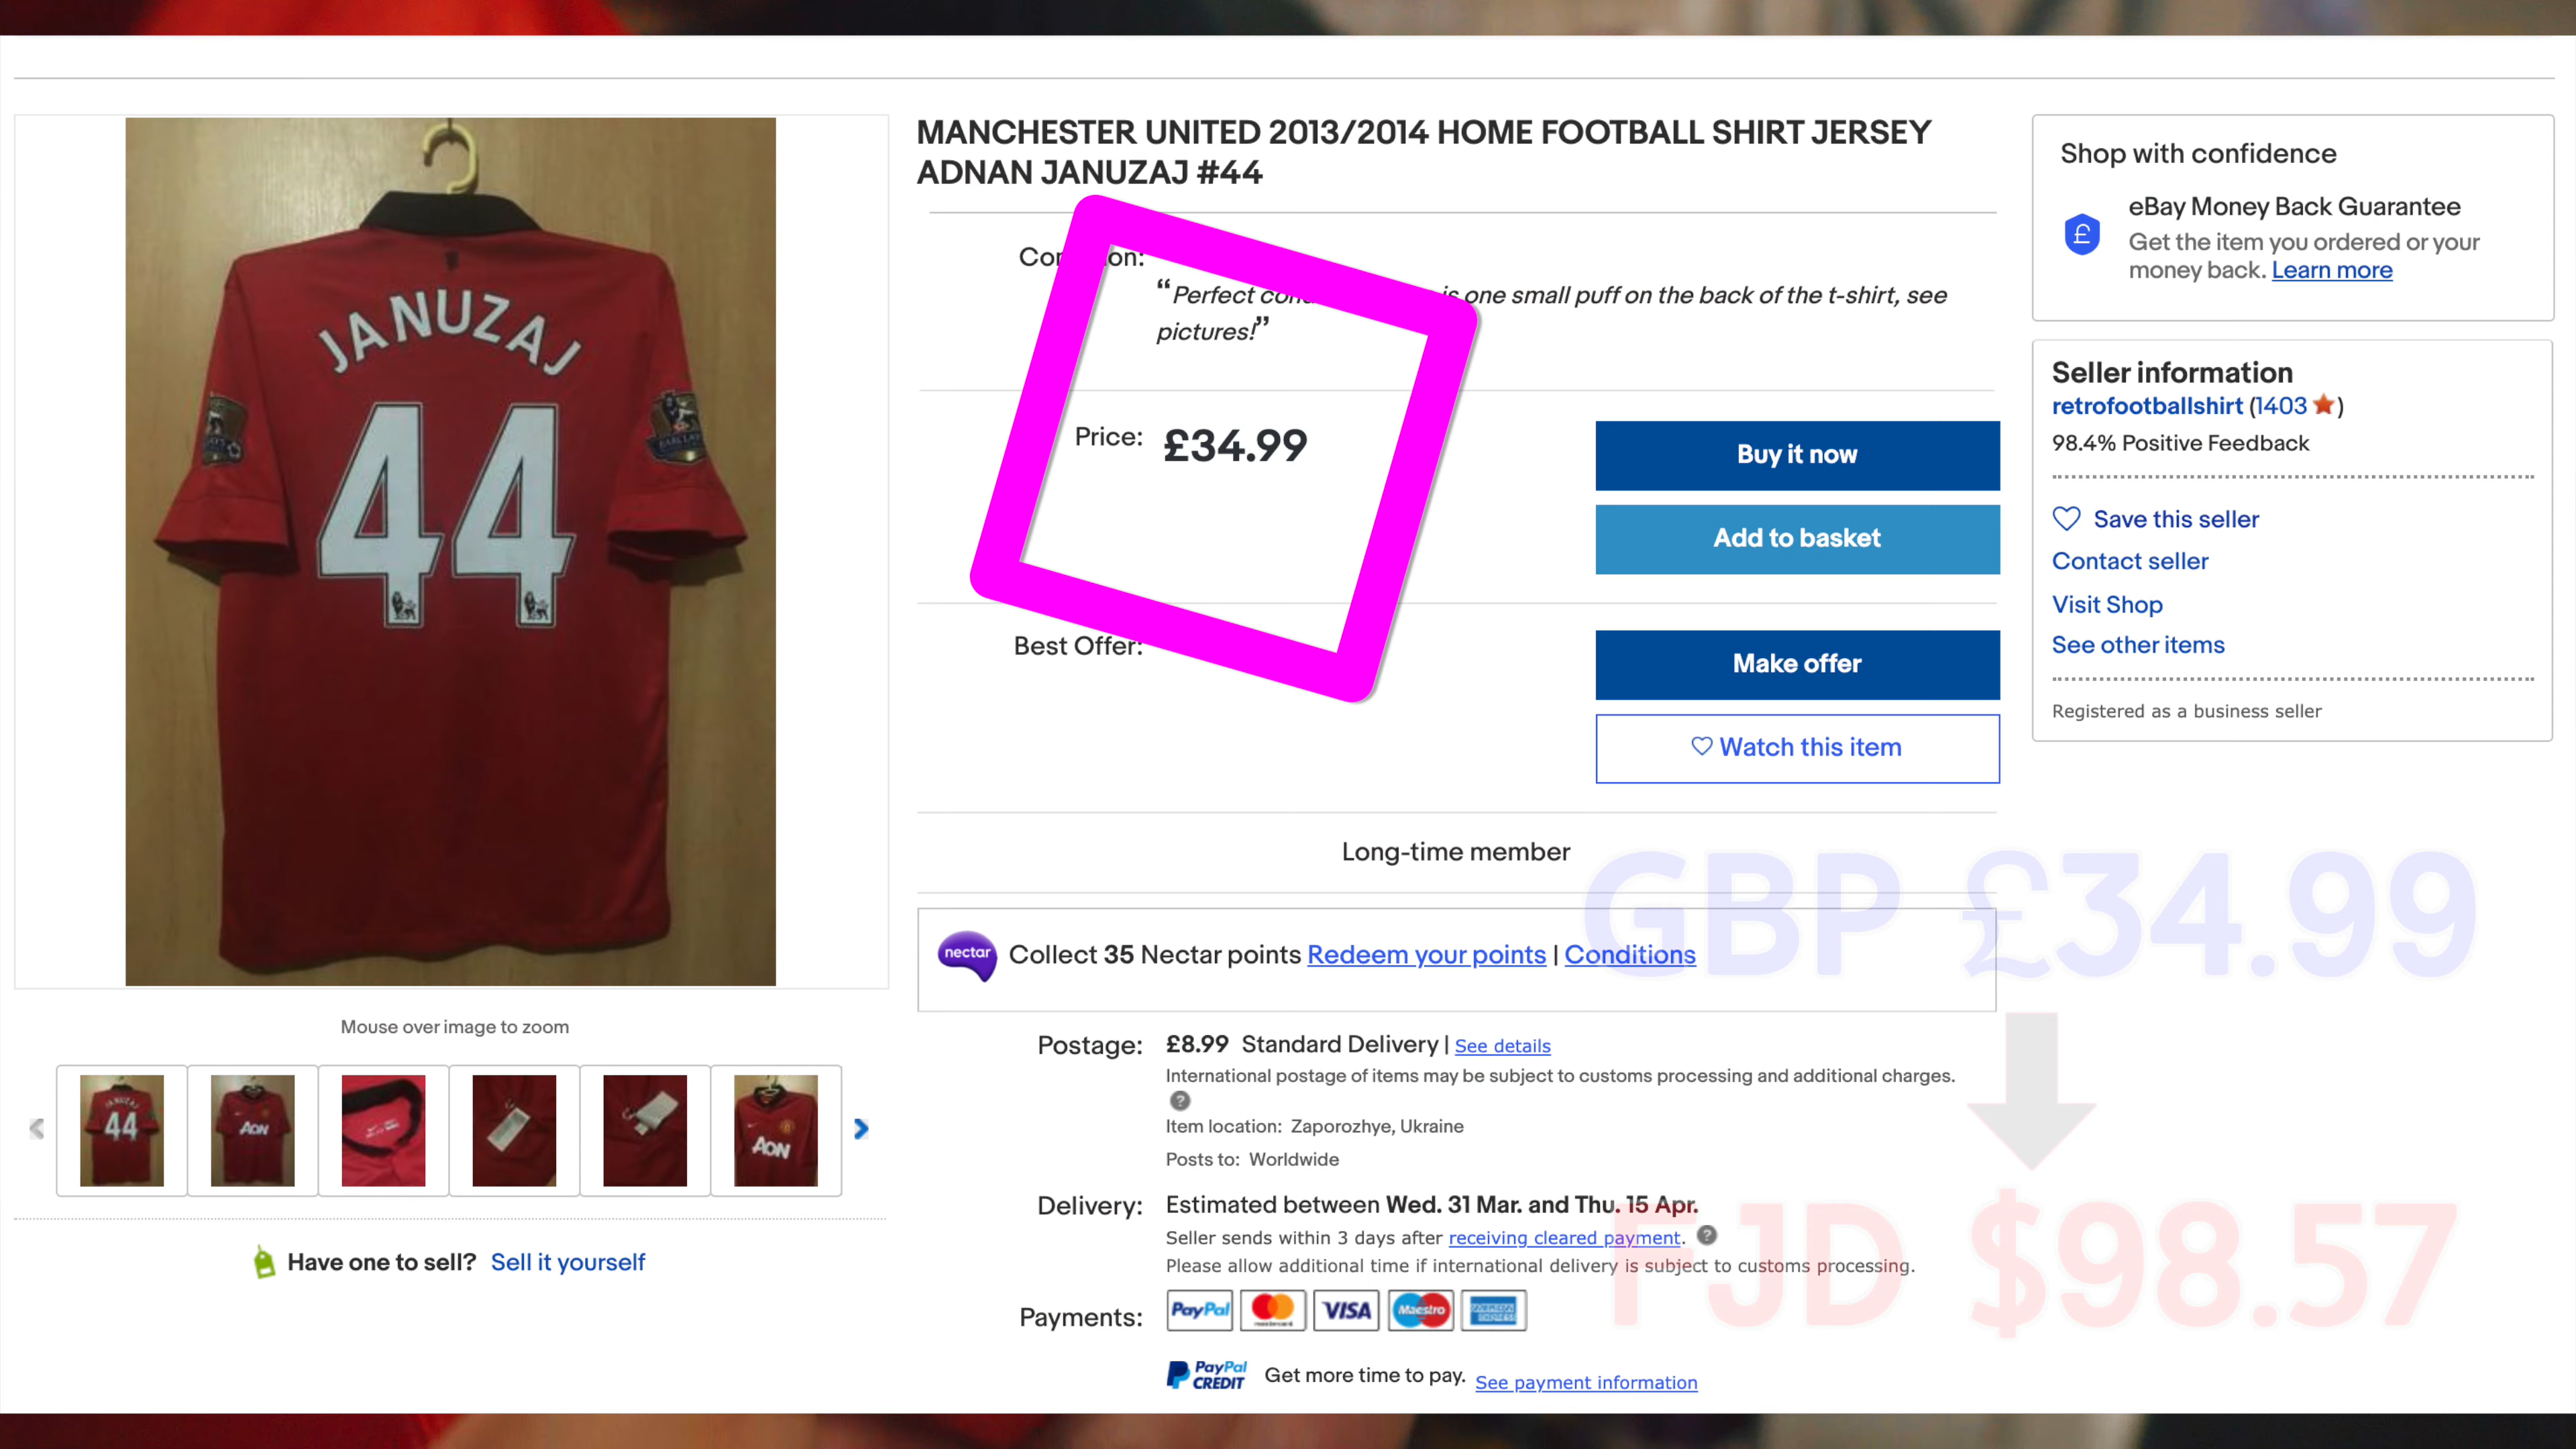 MANCHESTER UNITED 2013/2014 HOME FOOTBALL SHIRT JERSEY
ADNAN JANUZAJ #44
“Perfect is one small puff on the back of the t-shirt, see
pictures!”
Price: £34.99
Buy it now
Add to basket
Best Offer:
Make offer
Watch this item
Long-time member
nectar Collect 35 Nectar points Redeem your points | Conditions
Postage: £8.99 Standard Delivery | See details
International postage of items may be subject to customs processing and additional charges.
Item location: Zaporozhye, Ukraine
Posts to: Worldwide
Delivery: Estimated between Wed. 31 Mar. and Thu. 15 Apr.
Seller sends within 3 days after receiving cleared payment.
Please allow additional time if international delivery is subject to customs processing.
Payments: PayPal mastercard VISA Maestro AMERICAN EXPRESS
PayPal CREDIT Get more time to pay. See payment information
Shop with confidence
eBay Money Back Guarantee
Get the item you ordered or your
money back. Learn more
Seller information
retrofootballshirt (1403)
98.4% Positive Feedback
Save this seller
Contact seller
Visit Shop
See other items
Registered as a business seller
GBP £34.99
FJD $98.57
JANUZAJ
44
Mouse over image to zoom
JANUZAJ
44
AON
AON
Have one to sell? Sell it yourself